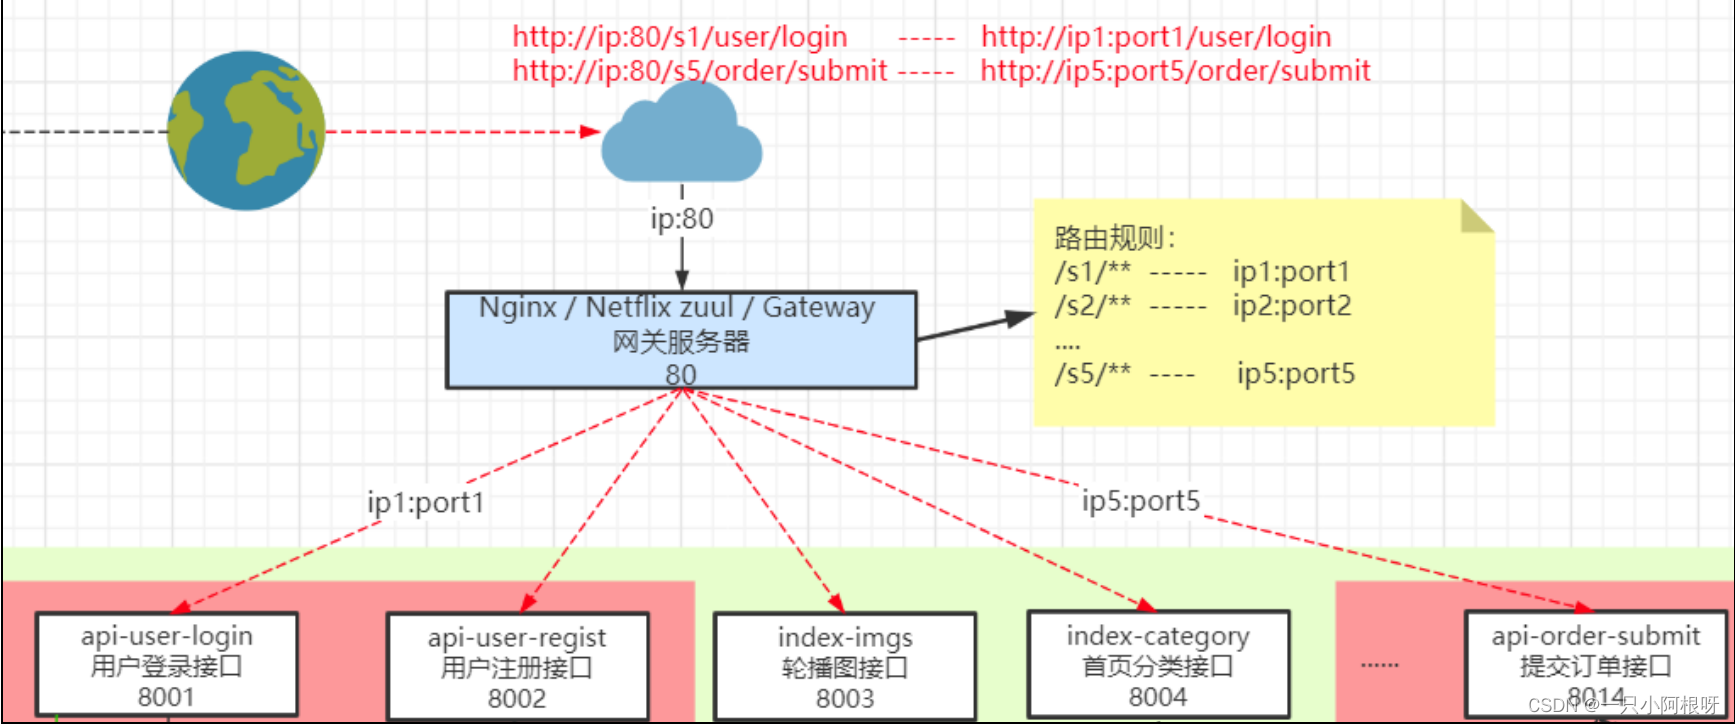 http://ip:80/s1/user/login ----- http://ip1:port1/user/login
http://ip:80/s5/order/submit ----- http://ip5:port5/order/submit
ip:80
Nginx / Netflix zuul / Gateway
网关服务器
80
路由规则：
/s1/** ----- ip1:port1
/s2/** ----- ip2:port2
....
/s5/** ---- ip5:port5
ip1:port1
ip5:port5
api-user-login
用户登录接口
8001
api-user-regist
用户注册接口
8002
index-imgs
轮播图接口
8003
index-category
首页分类接口
8004
......
api-order-submit
提交订单接口
8014
CSDN @一只小阿根呀